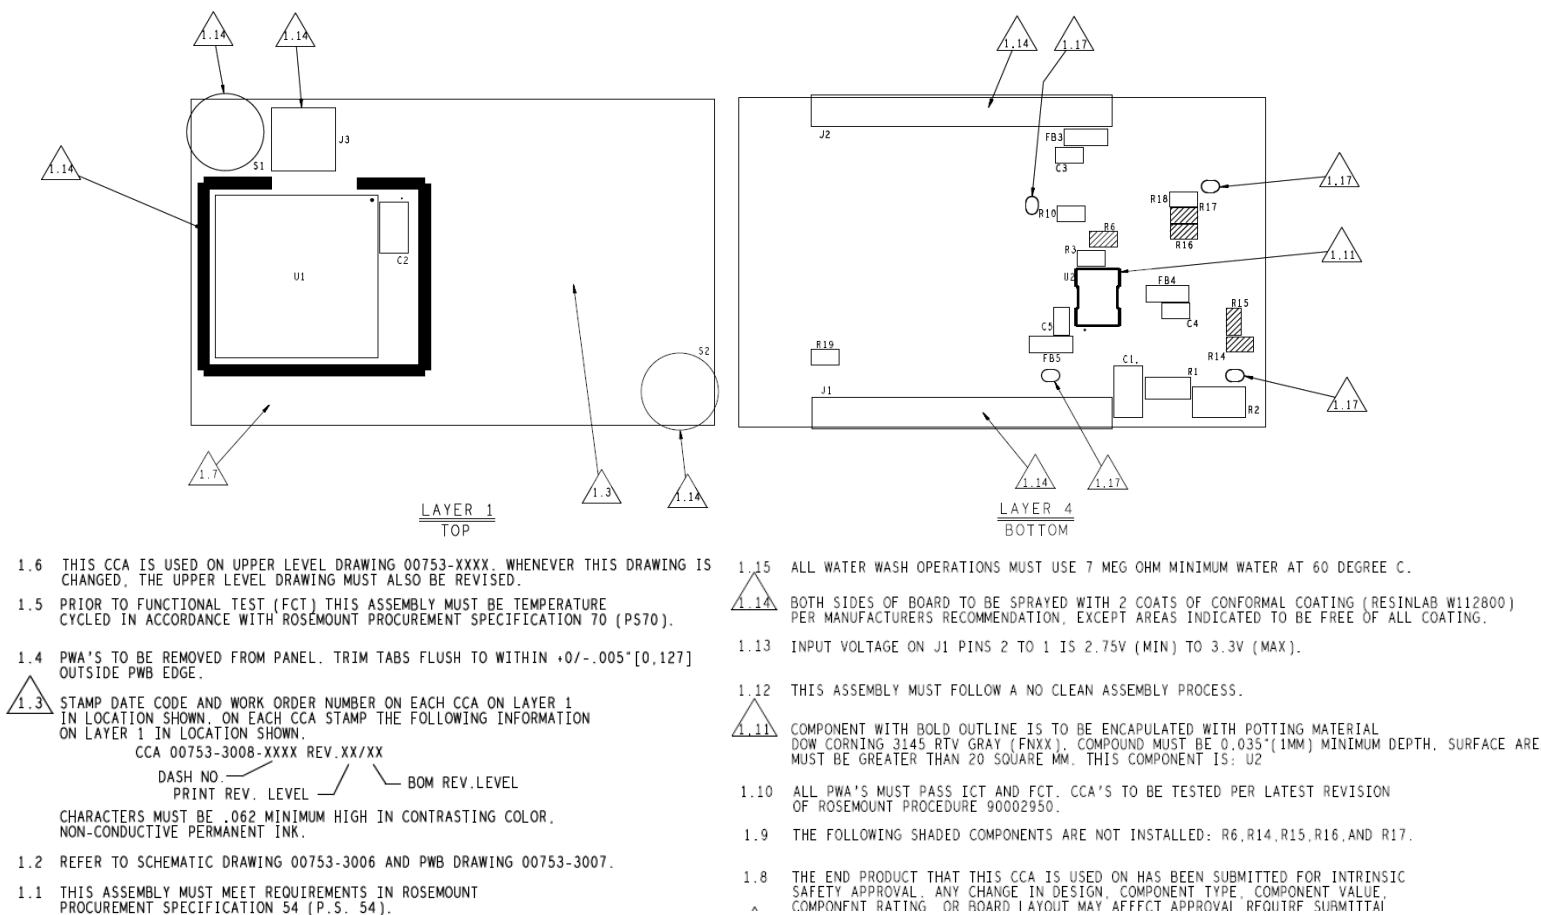 1.14
1.14
1.14
J3
S1
U1
C2
S2
1.7
1.3
1.14
LAYER 1
TOP
1.14
1.17
J2
FB3
C3
R10
R6
R3
U2
R18
R17
R16
1.17
1.11
FB4
C4
R15
R14
C5
FB5
R19
C1.
R1
R2
J1
1.17
1.14
1.17
LAYER 4
BOTTOM
1.6 THIS CCA IS USED ON UPPER LEVEL DRAWING 00753-XXXX. WHENEVER THIS DRAWING IS
CHANGED, THE UPPER LEVEL DRAWING MUST ALSO BE REVISED.
1.5 PRIOR TO FUNCTIONAL TEST (FCT) THIS ASSEMBLY MUST BE TEMPERATURE
CYCLED IN ACCORDANCE WITH ROSEMOUNT PROCUREMENT SPECIFICATION 70 (PS70).
1.4 PWA'S TO BE REMOVED FROM PANEL. TRIM TABS FLUSH TO WITHIN +0/-.005"[0,127]
OUTSIDE PWB EDGE.
1.3 STAMP DATE CODE AND WORK ORDER NUMBER ON EACH CCA ON LAYER 1
IN LOCATION SHOWN. ON EACH CCA STAMP THE FOLLOWING INFORMATION
ON LAYER 1 IN LOCATION SHOWN.
CCA 00753-3008-XXXX REV.XX/XX
DASH NO.
BOM REV.LEVEL
PRINT REV. LEVEL
CHARACTERS MUST BE .062 MINIMUM HIGH IN CONTRASTING COLOR,
NON-CONDUCTIVE PERMANENT INK.
1.2 REFER TO SCHEMATIC DRAWING 00753-3006 AND PWB DRAWING 00753-3007.
1.1 THIS ASSEMBLY MUST MEET REQUIREMENTS IN ROSEMOUNT
PROCUREMENT SPECIFICATION 54 (P.S. 54).
1.15 ALL WATER WASH OPERATIONS MUST USE 7 MEG OHM MINIMUM WATER AT 60 DEGREE C.
1.14 BOTH SIDES OF BOARD TO BE SPRAYED WITH 2 COATS OF CONFORMAL COATING (RESINLAB W112800)
PER MANUFACTURERS RECOMMENDATION, EXCEPT AREAS INDICATED TO BE FREE OF ALL COATING.
1.13 INPUT VOLTAGE ON J1 PINS 2 TO 1 IS 2.75V (MIN) TO 3.3V (MAX).
1.12 THIS ASSEMBLY MUST FOLLOW A NO CLEAN ASSEMBLY PROCESS.
1.11 COMPONENT WITH BOLD OUTLINE IS TO BE ENCAPULATED WITH POTTING MATERIAL
DOW CORNING 3145 RTV GRAY (FNXX). COMPOUND MUST BE 0.035"(1MM) MINIMUM DEPTH, SURFACE ARE
MUST BE GREATER THAN 20 SQUARE MM. THIS COMPONENT IS: U2
1.10 ALL PWA'S MUST PASS ICT AND FCT. CCA'S TO BE TESTED PER LATEST REVISION
OF ROSEMOUNT PROCEDURE 90002950.
1.9 THE FOLLOWING SHADED COMPONENTS ARE NOT INSTALLED: R6,R14,R15,R16,AND R17.
1.8 THE END PRODUCT THAT THIS CCA IS USED ON HAS BEEN SUBMITTED FOR INTRINSIC
SAFETY APPROVAL. ANY CHANGE IN DESIGN, COMPONENT TYPE, COMPONENT VALUE,
COMPONENT RATING, OR BOARD LAYOUT MAY AFFECT APPROVAL REQUIRE SUBMITTAL